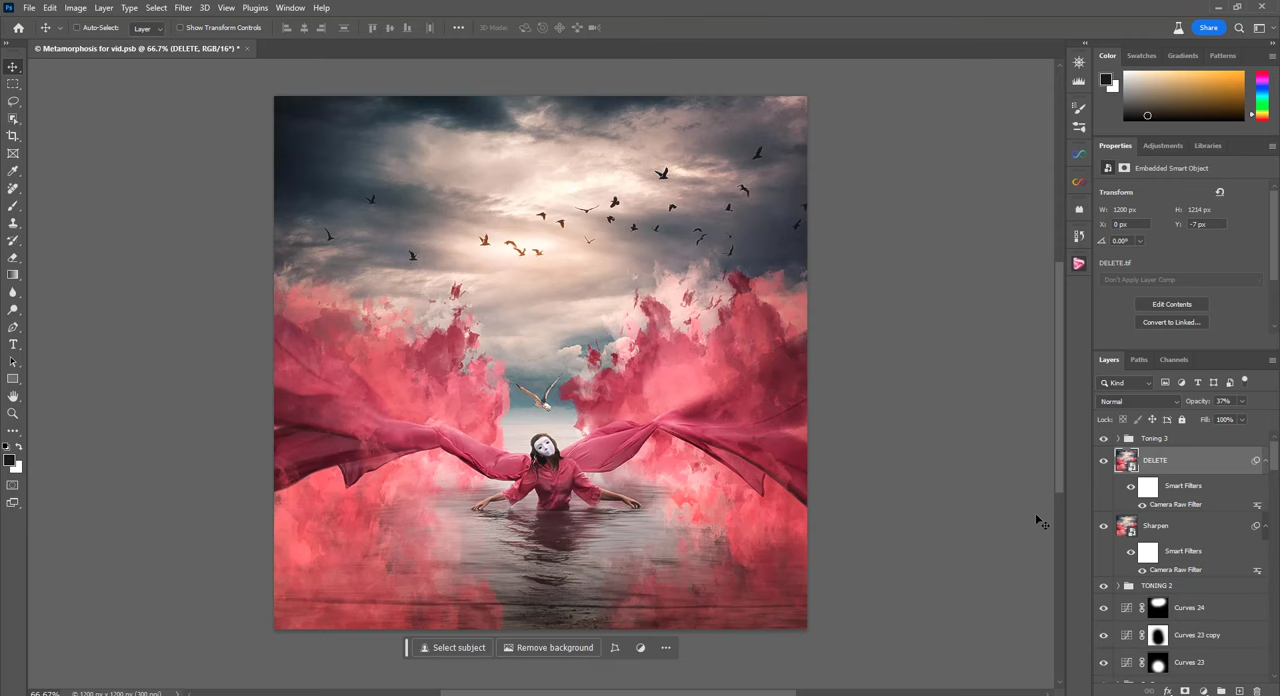 Ps File Edit Image Layer Type Select Filter 3D View Plugins Window Help
Auto-Select: Layer Show Transform Controls 3D Mode: Share
© Metamorphosis for vid.psb @ 66.7% (DELETE, RGB/16*) *
Color Swatches Gradients Patterns
Properties Adjustments Libraries
Embedded Smart Object
Transform
W: 1200 px H: 1214 px
X: 0 px Y: -7 px
0.00°
DELETE.tif
Don't Apply Layer Comp
Edit Contents
Convert to Linked...
Layers Paths Channels
Kind
Normal Opacity: 37%
Lock: Fill: 100%
Toning 3
DELETE
Smart Filters
Camera Raw Filter
Sharpen
Smart Filters
Camera Raw Filter
TONING 2
Curves 24
Curves 23 copy
Curves 23
Select subject Remove background
66.67% © 1200 px x 1200 px (300 ppi)